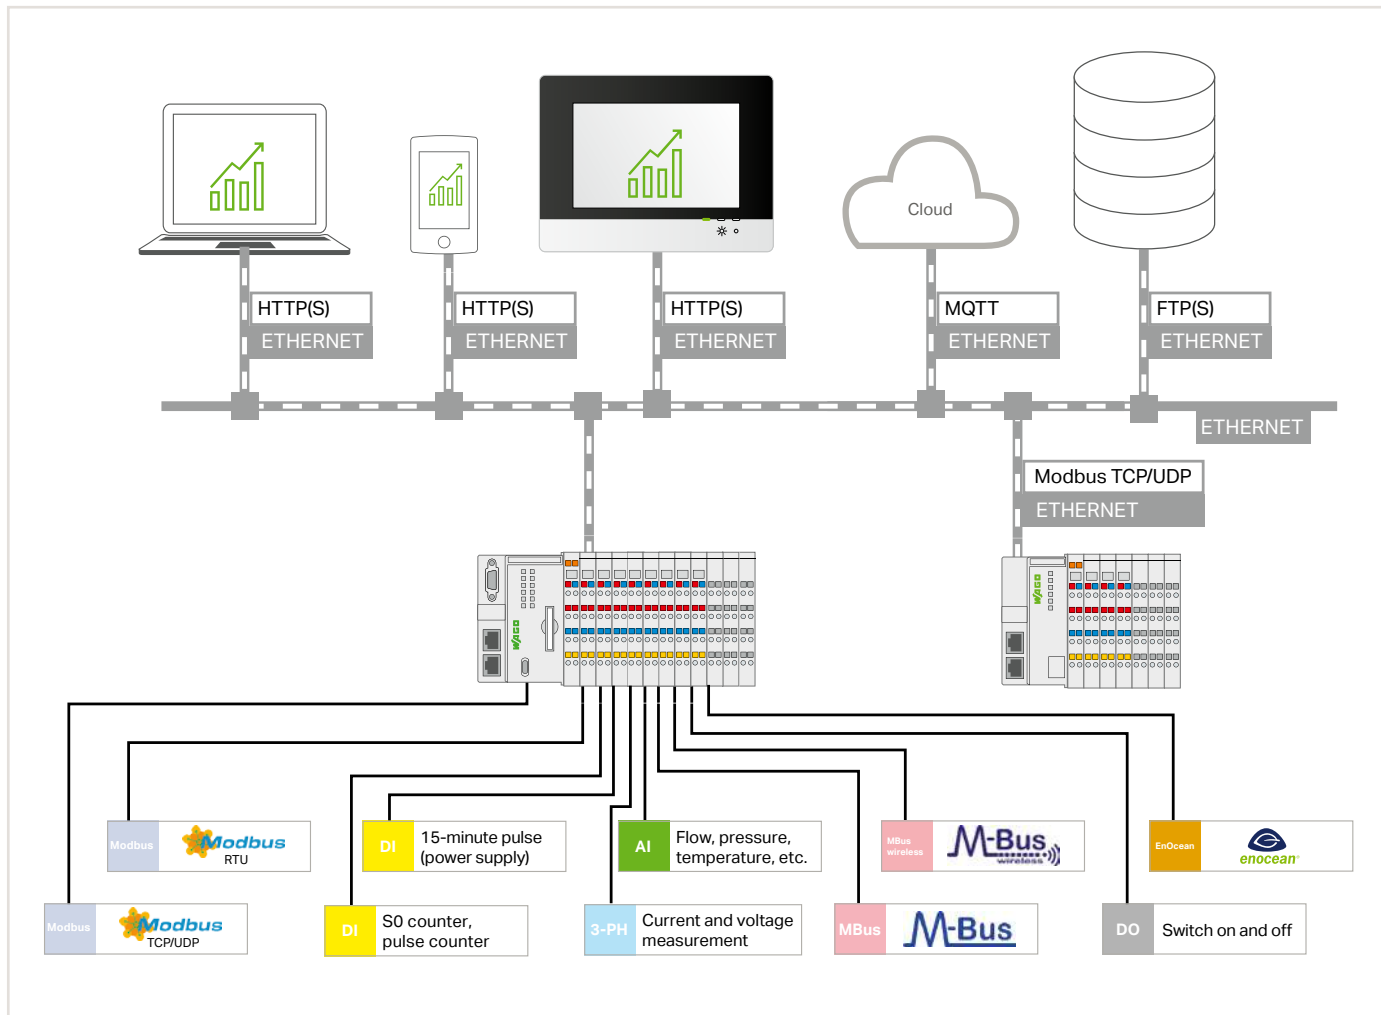 Cloud
HTTP(S)
ETHERNET
HTTP(S)
ETHERNET
HTTP(S)
ETHERNET
MQTT
ETHERNET
FTP(S)
ETHERNET
ETHERNET
Modbus TCP/UDP
ETHERNET
WAGO
WAGO
Modbus
Modbus
RTU
DI
15-minute pulse
(power supply)
AI
Flow, pressure,
temperature, etc.
MBus
wireless
M-Bus
wireless
EnOcean
enocean®
Modbus
Modbus
TCP/UDP
DI
S0 counter,
pulse counter
3-PH
Current and voltage
measurement
MBus
M-Bus
DO
Switch on and off